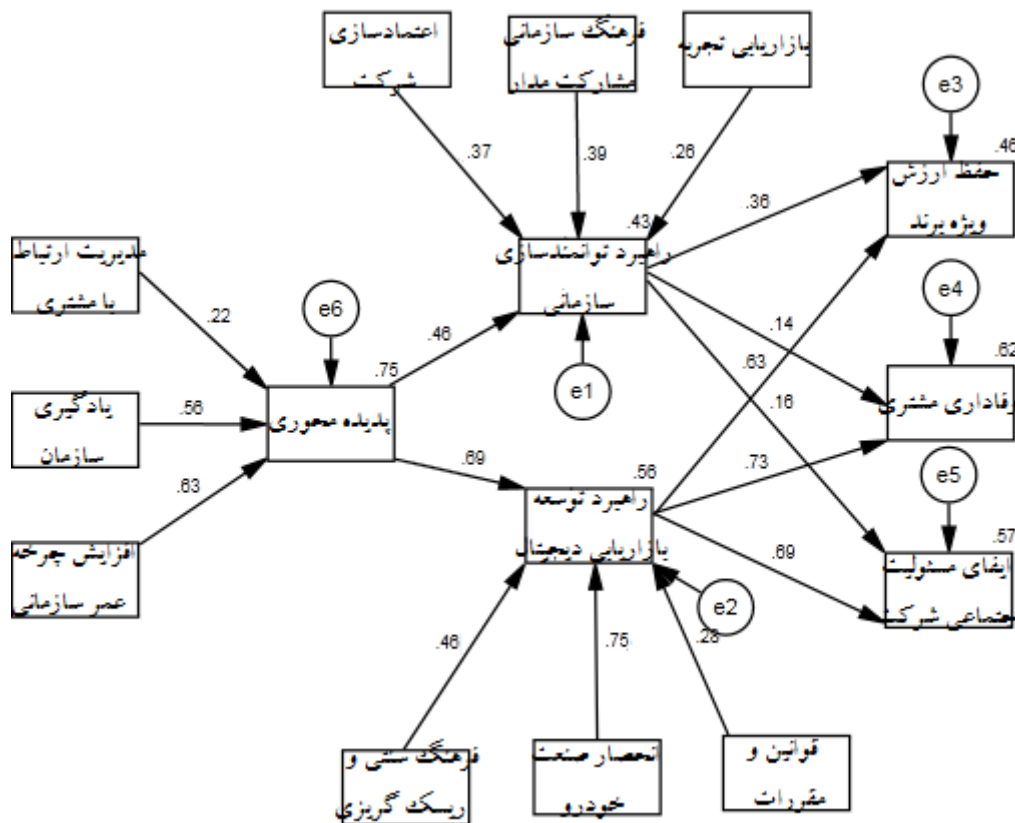 اعتمادسازی
شرکت
فرهنگ سازمانی
مشارکت مدار
بازاریابی تجربه
e3
.37
.39
.26
.46
حفظ ارزش
ویژه برند
.36
.43
راهبرد توانمندسازی
سازمانی
مدیریت ارتباط
با مشتری
e6
e4
.22
.46
.14
.62
وفاداری مشتری
.75
e1
.63
.16
پدیده محوری
یادگیری
سازمان
.56
.69
.56
.73
e5
راهبرد توسعه
بازاریابی دیجیتال
.63
.57
ایفای مسئولیت
اجتماعی شرکت
.69
افزایش چرخه
عمر سازمانی
e2
.46
.75
.28
فرهنگ سنتی و
ریسک گریزی
انحصار صنعت
خودرو
قوانین و
مقررات